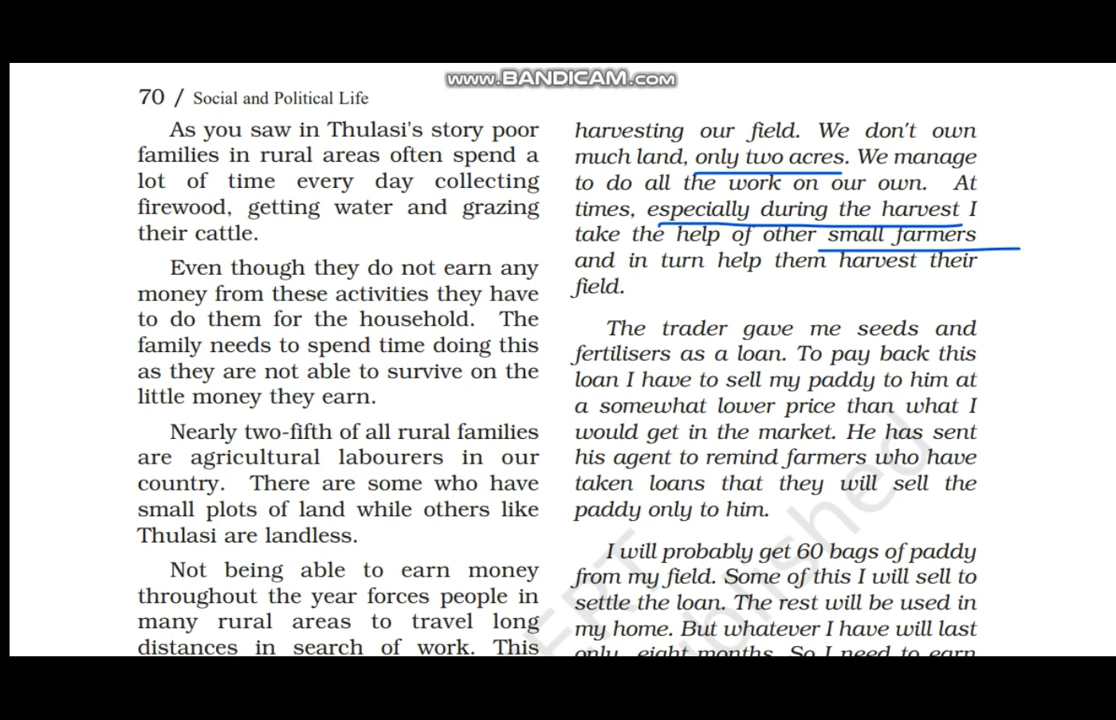 www.BANDICAM.com
70 / Social and Political Life
As you saw in Thulasi's story poor
families in rural areas often spend a
lot of time every day collecting
firewood, getting water and grazing
their cattle.
Even though they do not earn any
money from these activities they have
to do them for the household. The
family needs to spend time doing this
as they are not able to survive on the
little money they earn.
Nearly two-fifth of all rural families
are agricultural labourers in our
country. There are some who have
small plots of land while others like
Thulasi are landless.
Not being able to earn money
throughout the year forces people in
many rural areas to travel long
distances in search of work. This
harvesting our field. We don't own
much land, only two acres. We manage
to do all the work on our own. At
times, especially during the harvest I
take the help of other small farmers
and in turn help them harvest their
field.
The trader gave me seeds and
fertilisers as a loan. To pay back this
loan I have to sell my paddy to him at
a somewhat lower price than what I
would get in the market. He has sent
his agent to remind farmers who have
taken loans that they will sell the
paddy only to him.
I will probably get 60 bags of paddy
from my field. Some of this I will sell to
settle the loan. The rest will be used in
my home. But whatever I have will last
only eight months. So I need to earn